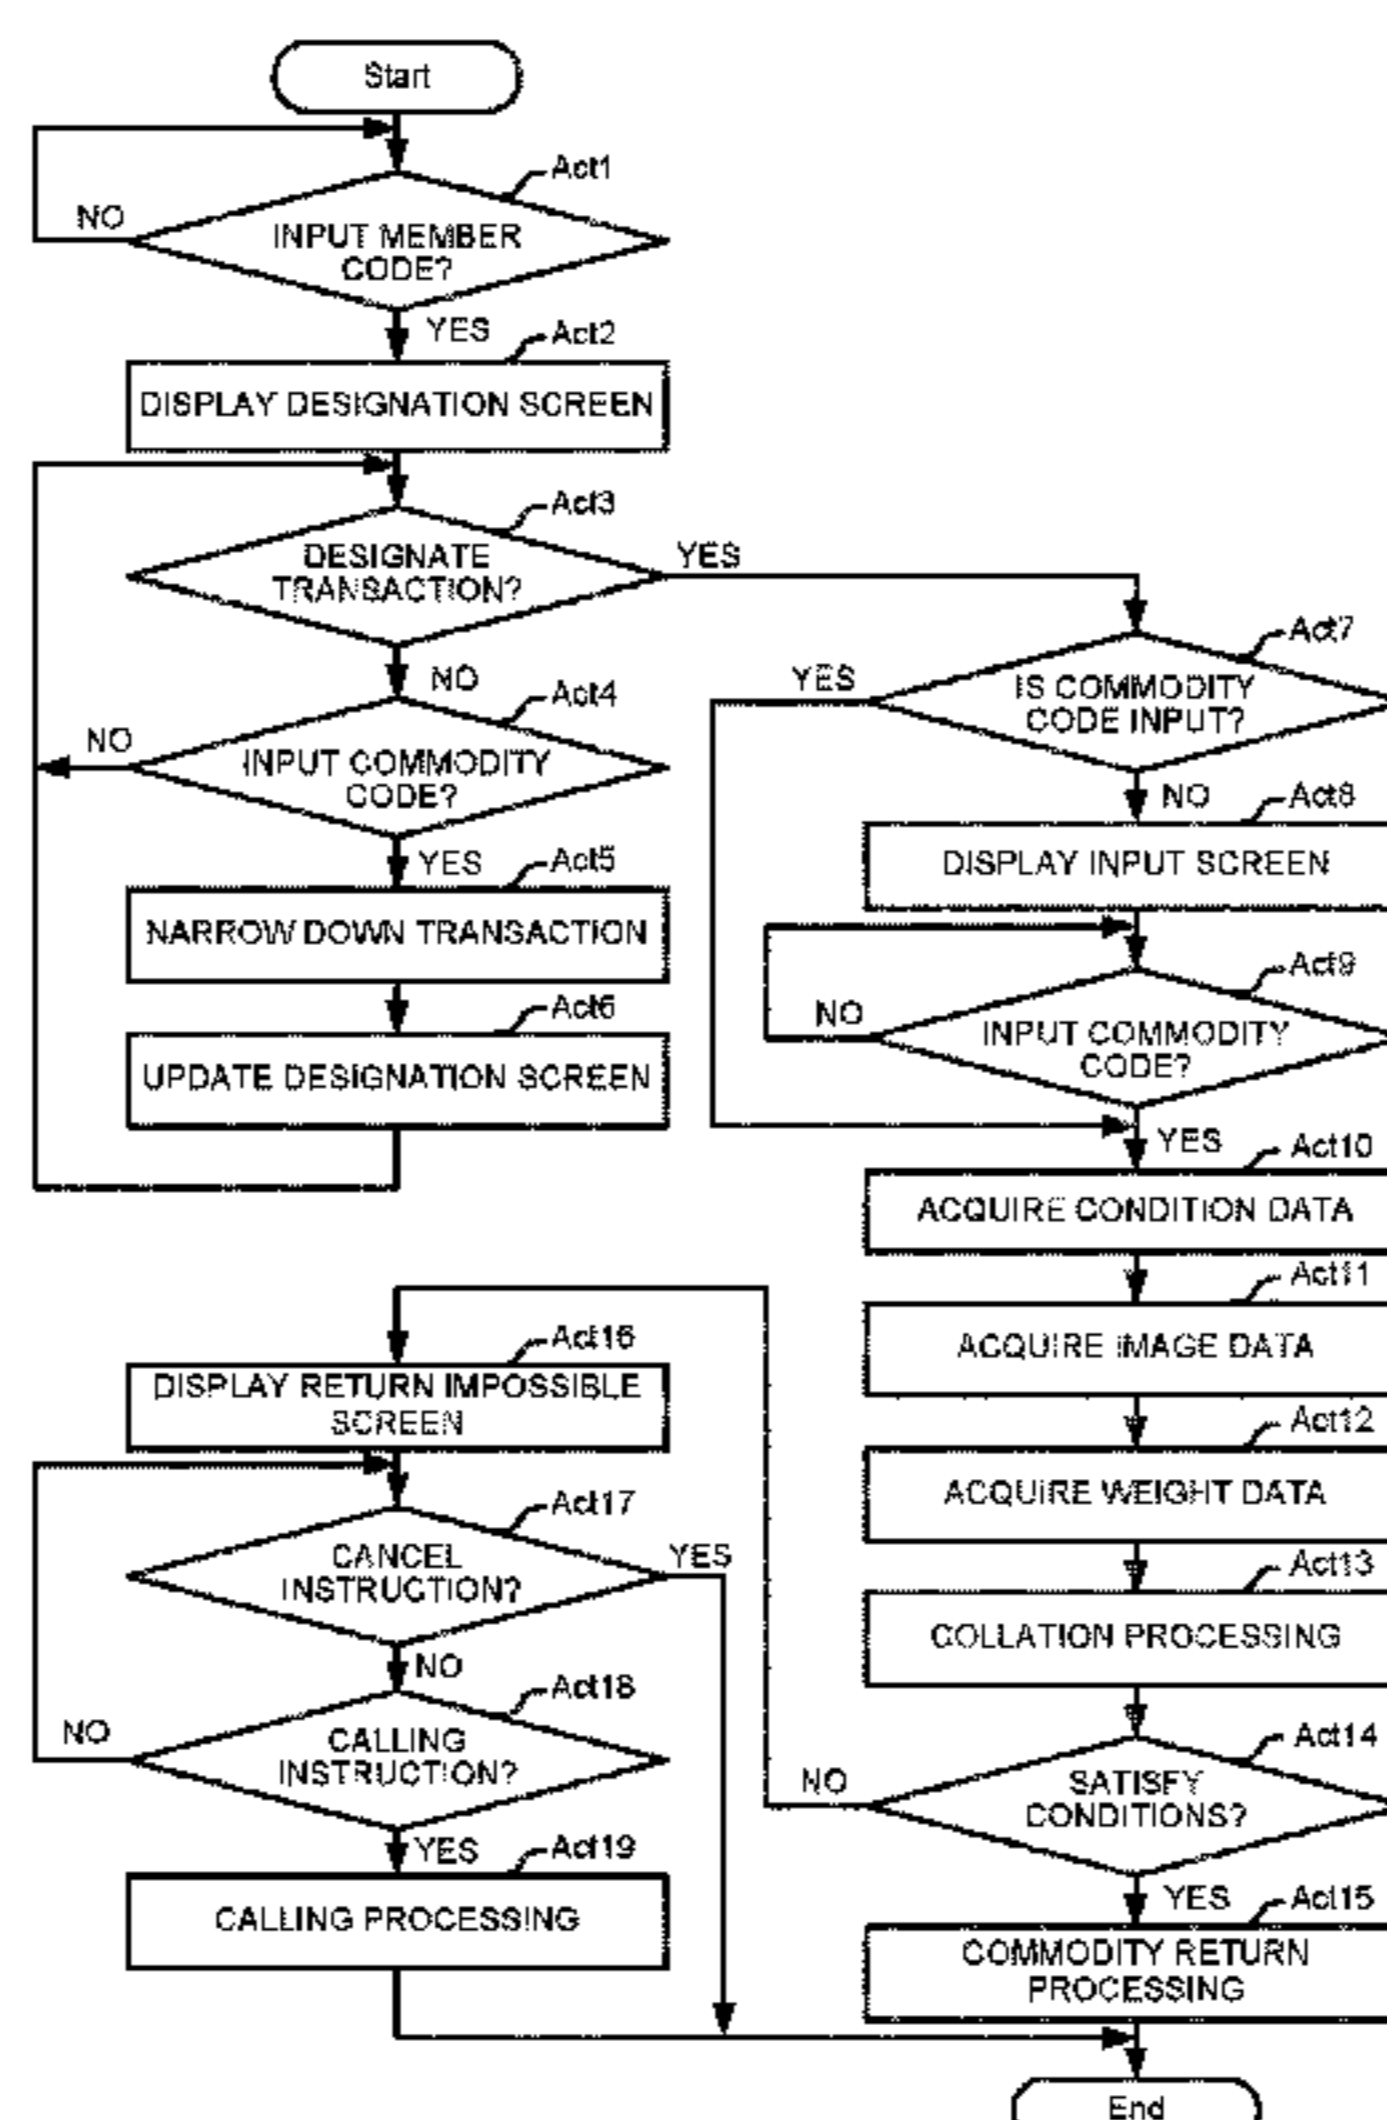 Start
Act1
NO
INPUT MEMBER
CODE?
YES
Act2
DISPLAY DESIGNATION SCREEN
Act3
DESIGNATE
TRANSACTION?
YES
NO
Act4
NO
INPUT COMMODITY
CODE?
YES
Act5
NARROW DOWN TRANSACTION
Act6
UPDATE DESIGNATION SCREEN
Act7
YES
IS COMMODITY
CODE INPUT?
NO
Act8
DISPLAY INPUT SCREEN
Act9
NO
INPUT COMMODITY
CODE?
YES
Act10
ACQUIRE CONDITION DATA
Act11
ACQUIRE IMAGE DATA
Act12
ACQUIRE WEIGHT DATA
Act13
COLLATION PROCESSING
Act14
NO
SATISFY
CONDITIONS?
YES
Act15
COMMODITY RETURN
PROCESSING
Act16
DISPLAY RETURN IMPOSSIBLE
SCREEN
Act17
CANCEL
INSTRUCTION?
YES
NO
Act18
NO
CALLING
INSTRUCTION?
YES
Act19
CALLING PROCESSING
End